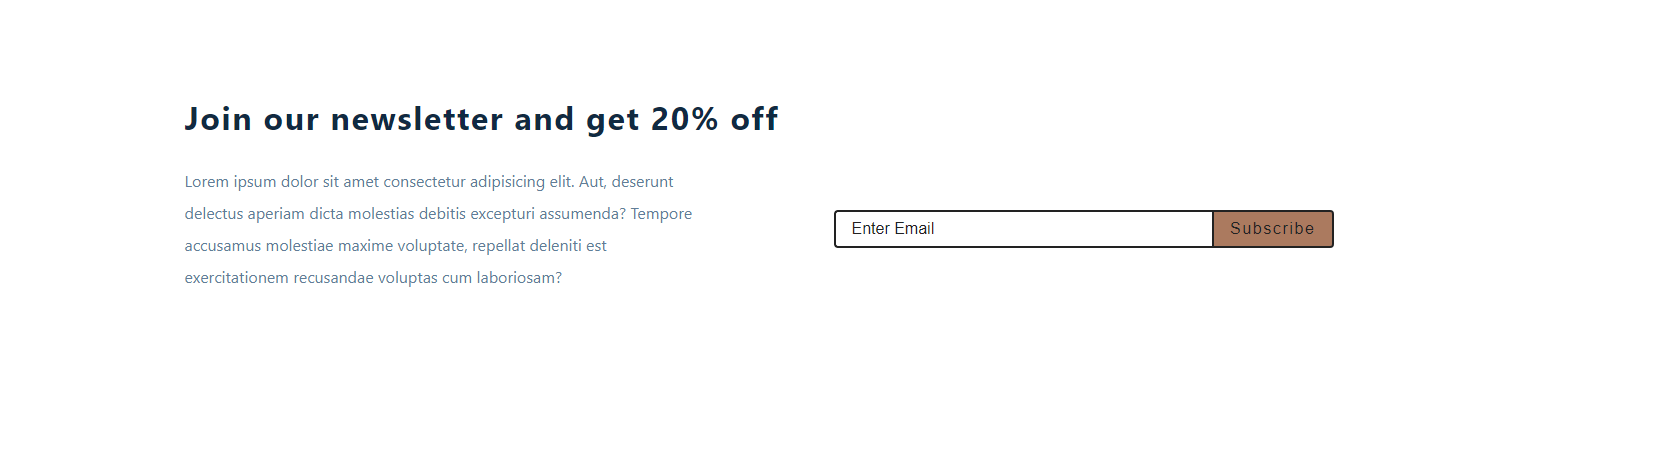 Join our newsletter and get 20% off
Lorem ipsum dolor sit amet consectetur adipisicing elit. Aut, deserunt
delectus aperiam dicta molestias debitis excepturi assumenda? Tempore
accusamus molestiae maxime voluptate, repellat deleniti est
exercitationem recusandae voluptas cum laboriosam?
Enter Email
Subscribe